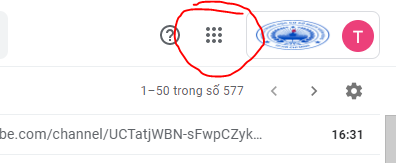 T
1–50 trong số 577
be.com/channel/UCTatjWBN-sFwpCZyk... 16:31